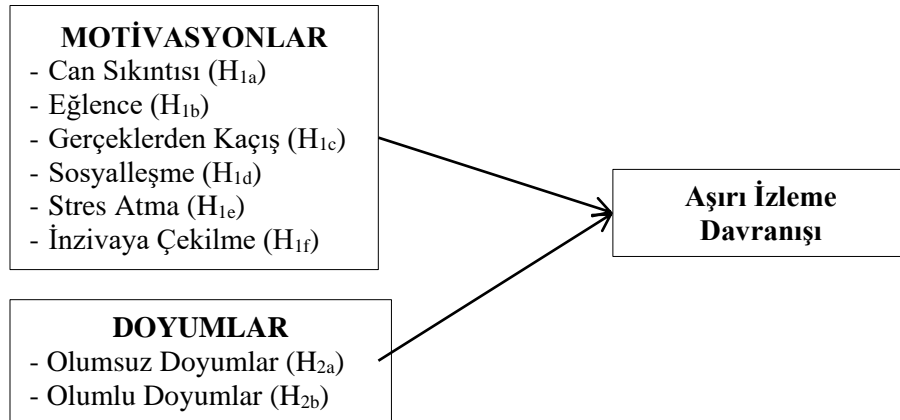 MOTİVASYONLAR
- Can Sıkıntısı (H1a)
- Eğlence (H1b)
- Gerçeklerden Kaçış (H1c)
- Sosyalleşme (H1d)
- Stres Atma (H1e)
- İnzivaya Çekilme (H1f)
Aşırı İzleme
Davranışı
DOYUMLAR
- Olumsuz Doyumlar (H2a)
- Olumlu Doyumlar (H2b)